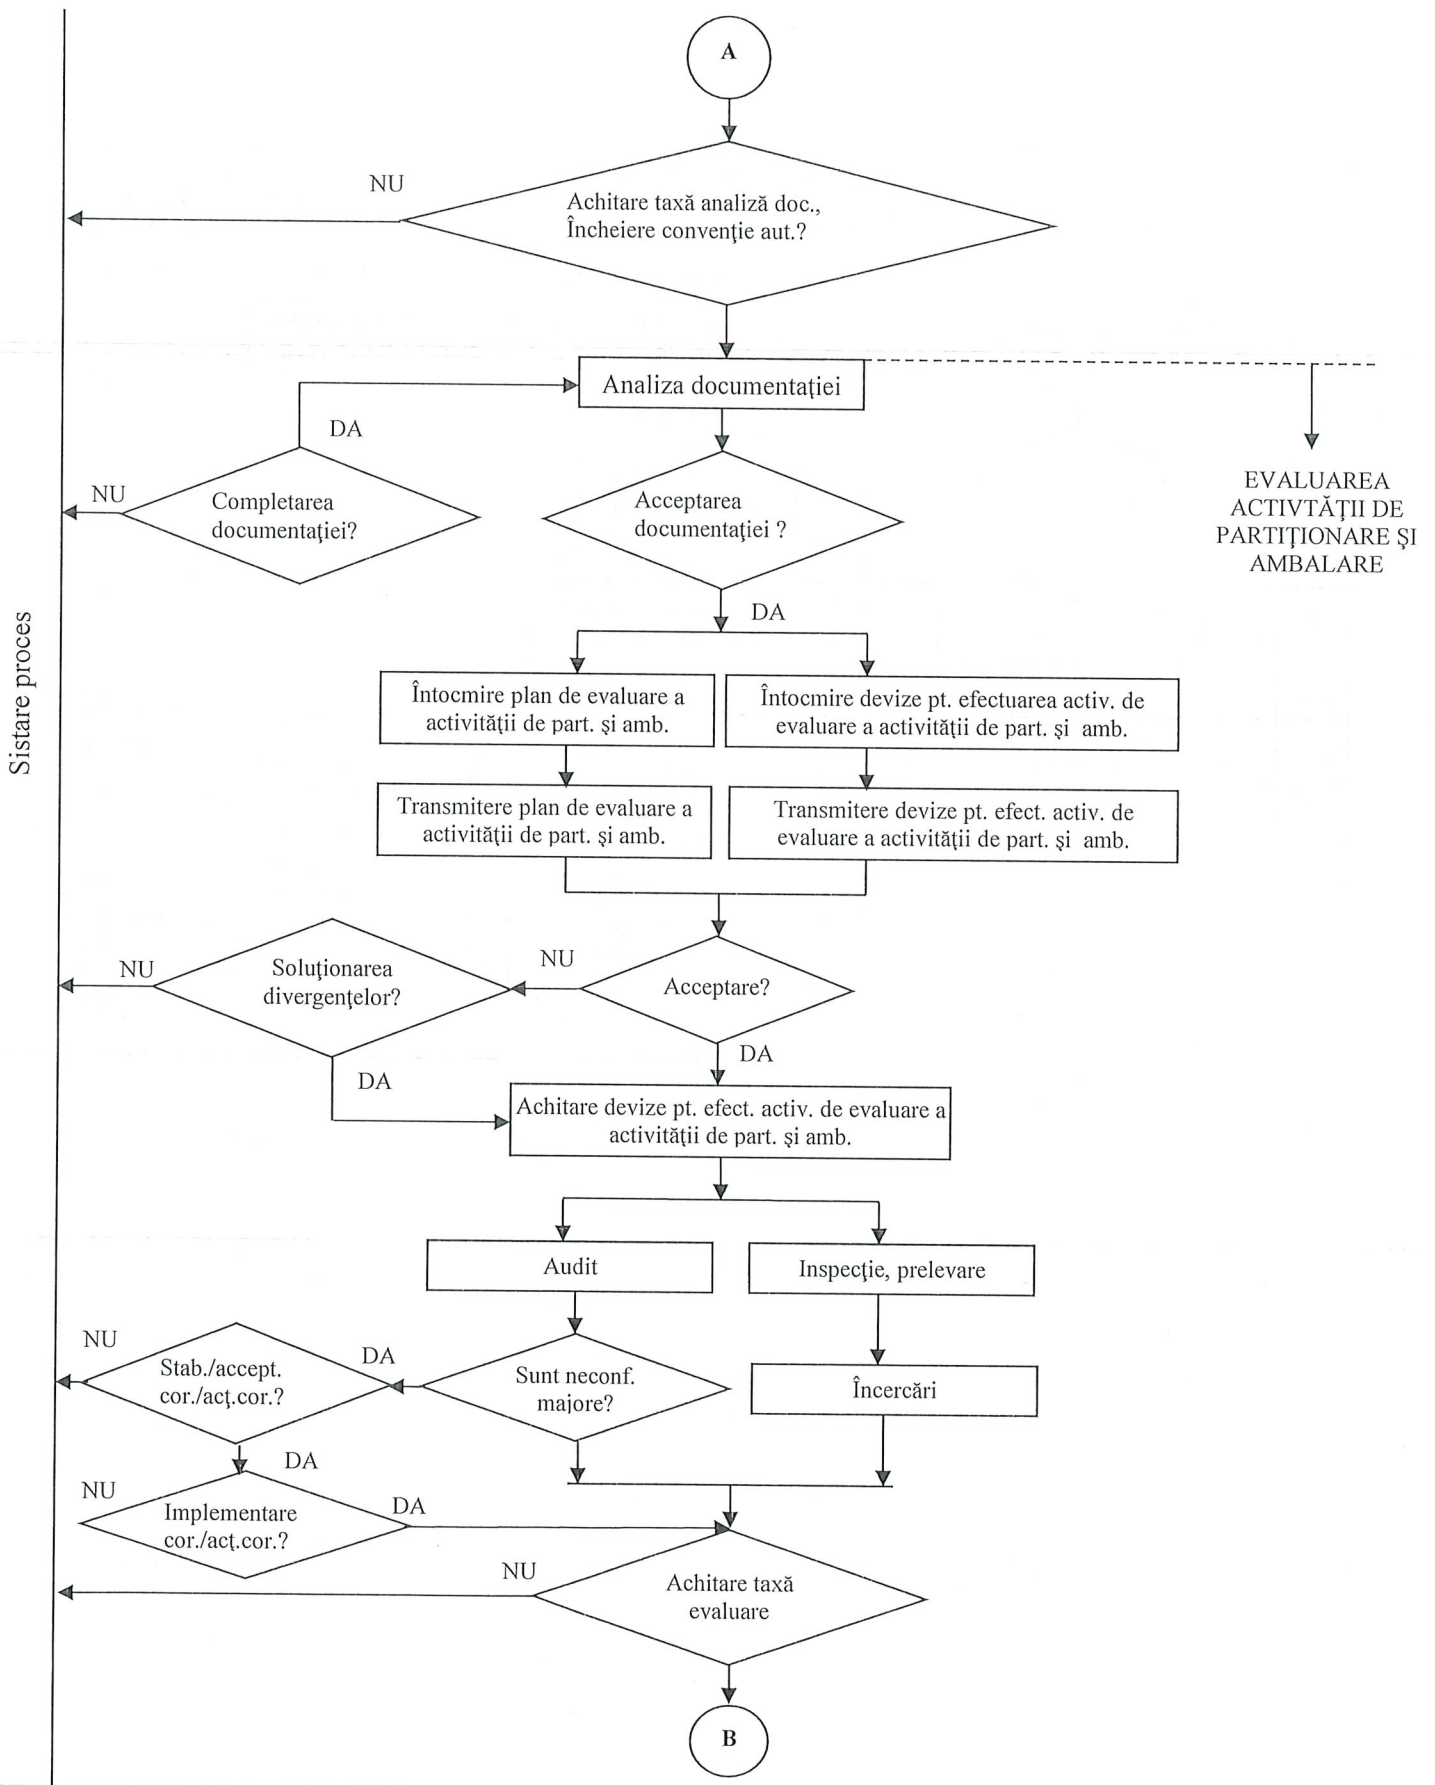 A
NU
Achitare taxă analiză doc.,
Încheiere convenţie aut.?
Analiza documentaţiei
DA
NU
Completarea
documentaţiei?
Acceptarea
documentaţiei ?
EVALUAREA
ACTIVTĂŢII DE
PARTIŢIONARE ŞI
AMBALARE
DA
Sistare proces
Întocmire plan de evaluare a
activităţii de part. şi amb.
Întocmire devize pt. efectuarea activ. de
evaluare a activităţii de part. şi amb.
Transmitere plan de evaluare a
activităţii de part. şi amb.
Transmitere devize pt. efect. activ. de
evaluare a activităţii de part. şi amb.
NU
Soluţionarea
divergenţelor?
NU
Acceptare?
DA
DA
Achitare devize pt. efect. activ. de evaluare a
activităţii de part. şi amb.
Audit
Inspecţie, prelevare
NU
Stab./accept.
cor./acţ.cor.?
DA
Sunt neconf.
majore?
Încercări
DA
NU
Implementare
cor./acţ.cor.?
DA
NU
Achitare taxă
evaluare
B